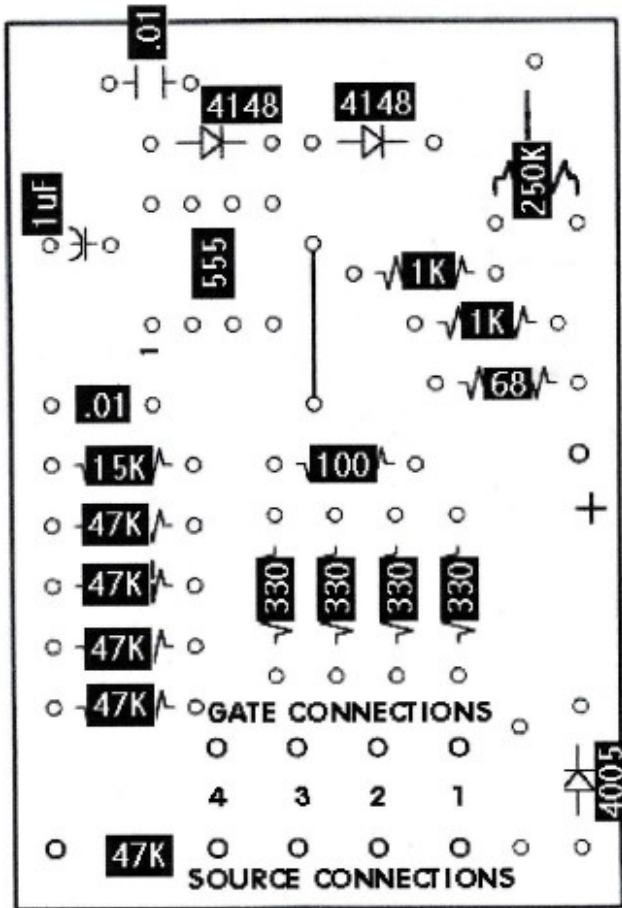 .01
4148 4148
250K
1uF
555
1K
1K
1
68
.01
15K 100
47K
+
47K
330 330 330 330
47K
47K
GATE CONNECTIONS
4005
4 3 2 1
47K
SOURCE CONNECTIONS